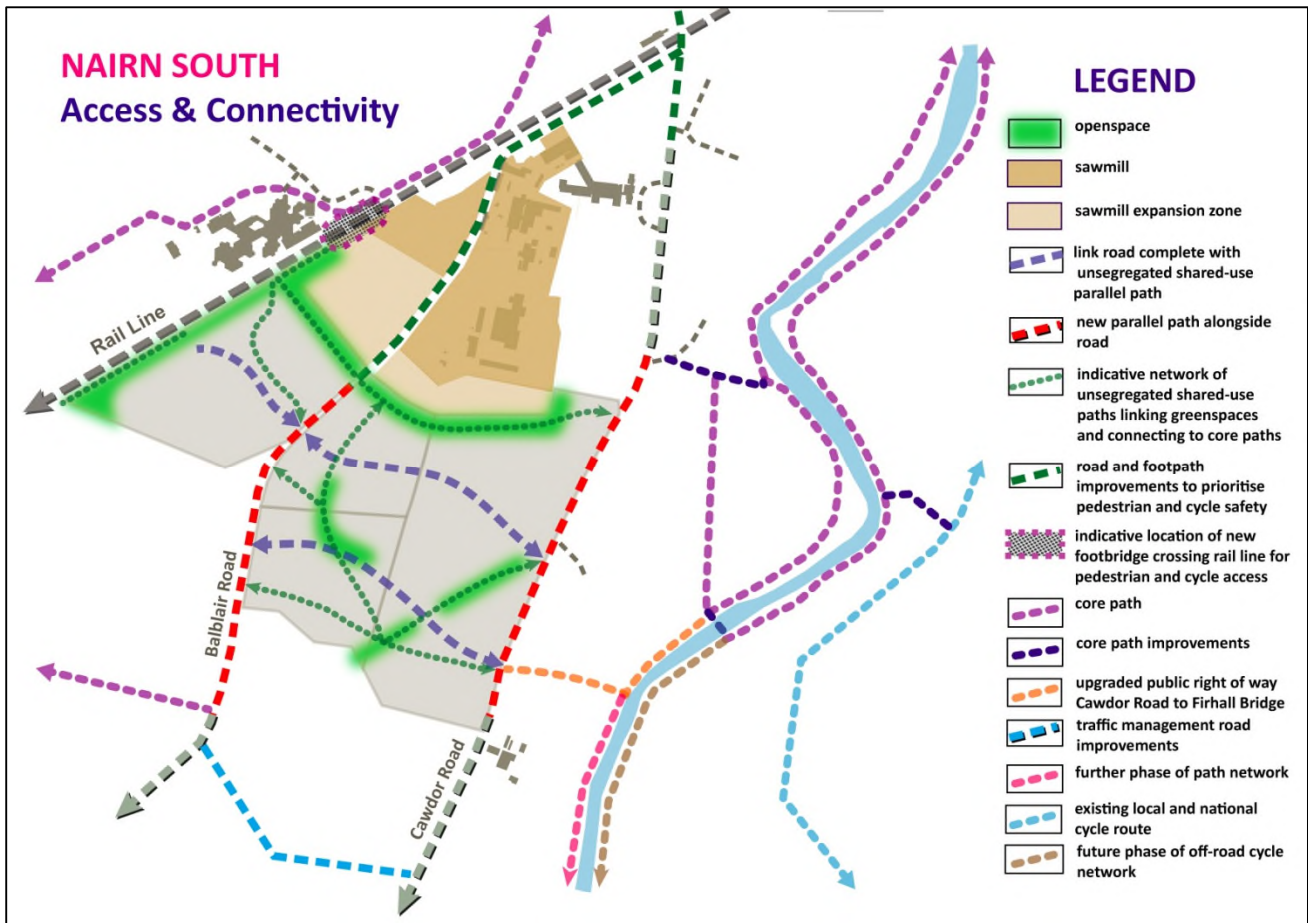 NAIRN SOUTH
Access & Connectivity
Rail Line
Balblair Road
Cawdor Road
LEGEND
openspace
sawmill
sawmill expansion zone
link road complete with
unsegregated shared-use
parallel path
new parallel path alongside
road
indicative network of
unsegregated shared-use
paths linking greenspaces
and connecting to core paths
road and footpath
improvements to prioritise
pedestrian and cycle safety
indicative location of new
footbridge crossing rail line for
pedestrian and cycle access
core path
core path improvements
upgraded public right of way
Cawdor Road to Firhall Bridge
traffic management road
improvements
further phase of path network
existing local and national
cycle route
future phase of off-road cycle
network